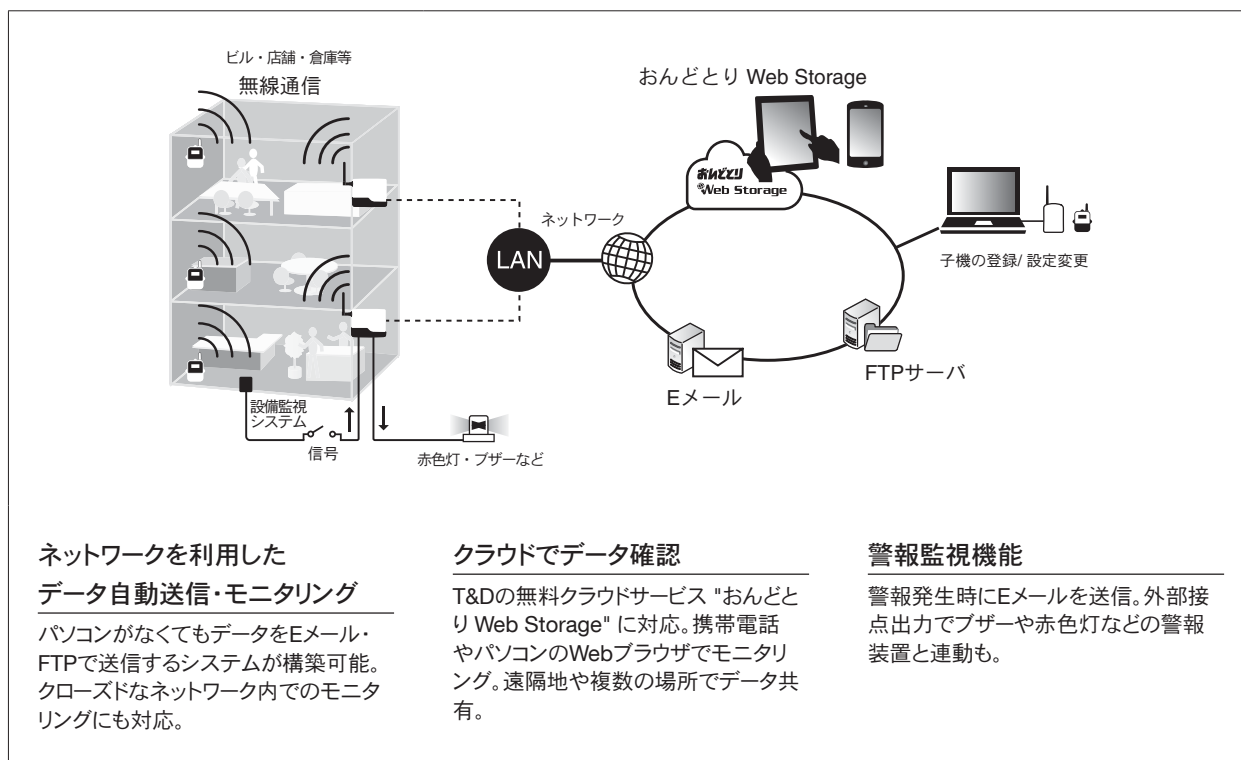 ビル・店舗・倉庫等
無線通信
おんどとり Web Storage
おんどとり
Web Storage
ネットワーク
LAN
子機の登録/ 設定変更
FTPサーバ
Eメール
設備監視
システム
信号
赤色灯・ブザーなど
ネットワークを利用した
データ自動送信・モニタリング
パソコンがなくてもデータをEメール・
FTPで送信するシステムが構築可能。
クローズドなネットワーク内でのモニタ
リングにも対応。
クラウドでデータ確認
T&Dの無料クラウドサービス "おんどと
り Web Storage" に対応。携帯電話
やパソコンのWebブラウザでモニタリ
ング。遠隔地や複数の場所でデータ共
有。
警報監視機能
警報発生時にEメールを送信。外部接
点出力でブザーや赤色灯などの警報
装置と連動も。